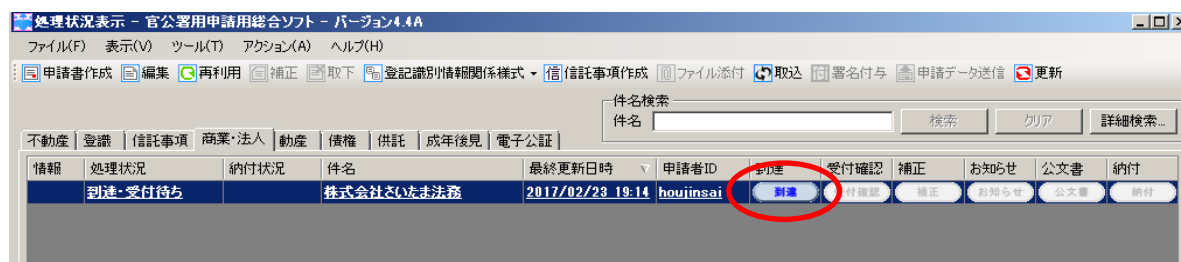 処理状況表示 - 官公署用申請用総合ソフト - バージョン4.4A
ファイル(F) 表示(V) ツール(T) アクション(A) ヘルプ(H)
申請書作成 編集 再利用 補正 取下 登記識別情報関係様式 信 信託事項作成 ファイル添付 取込 署名付与 申請データ送信 更新
件名検索
件名 検索 クリア 詳細検索...
不動産 登識 信託事項 商業・法人 動産 債権 供託 成年後見 電子公証
情報 処理状況 納付状況 件名 最終更新日時 申請者ID 到達 受付確認 補正 お知らせ 公文書 納付
到達・受付待ち 株式会社さいたま法務 2017/02/23 19:14 houjinsai 到達 受付確認 補正 お知らせ 公文書 納付